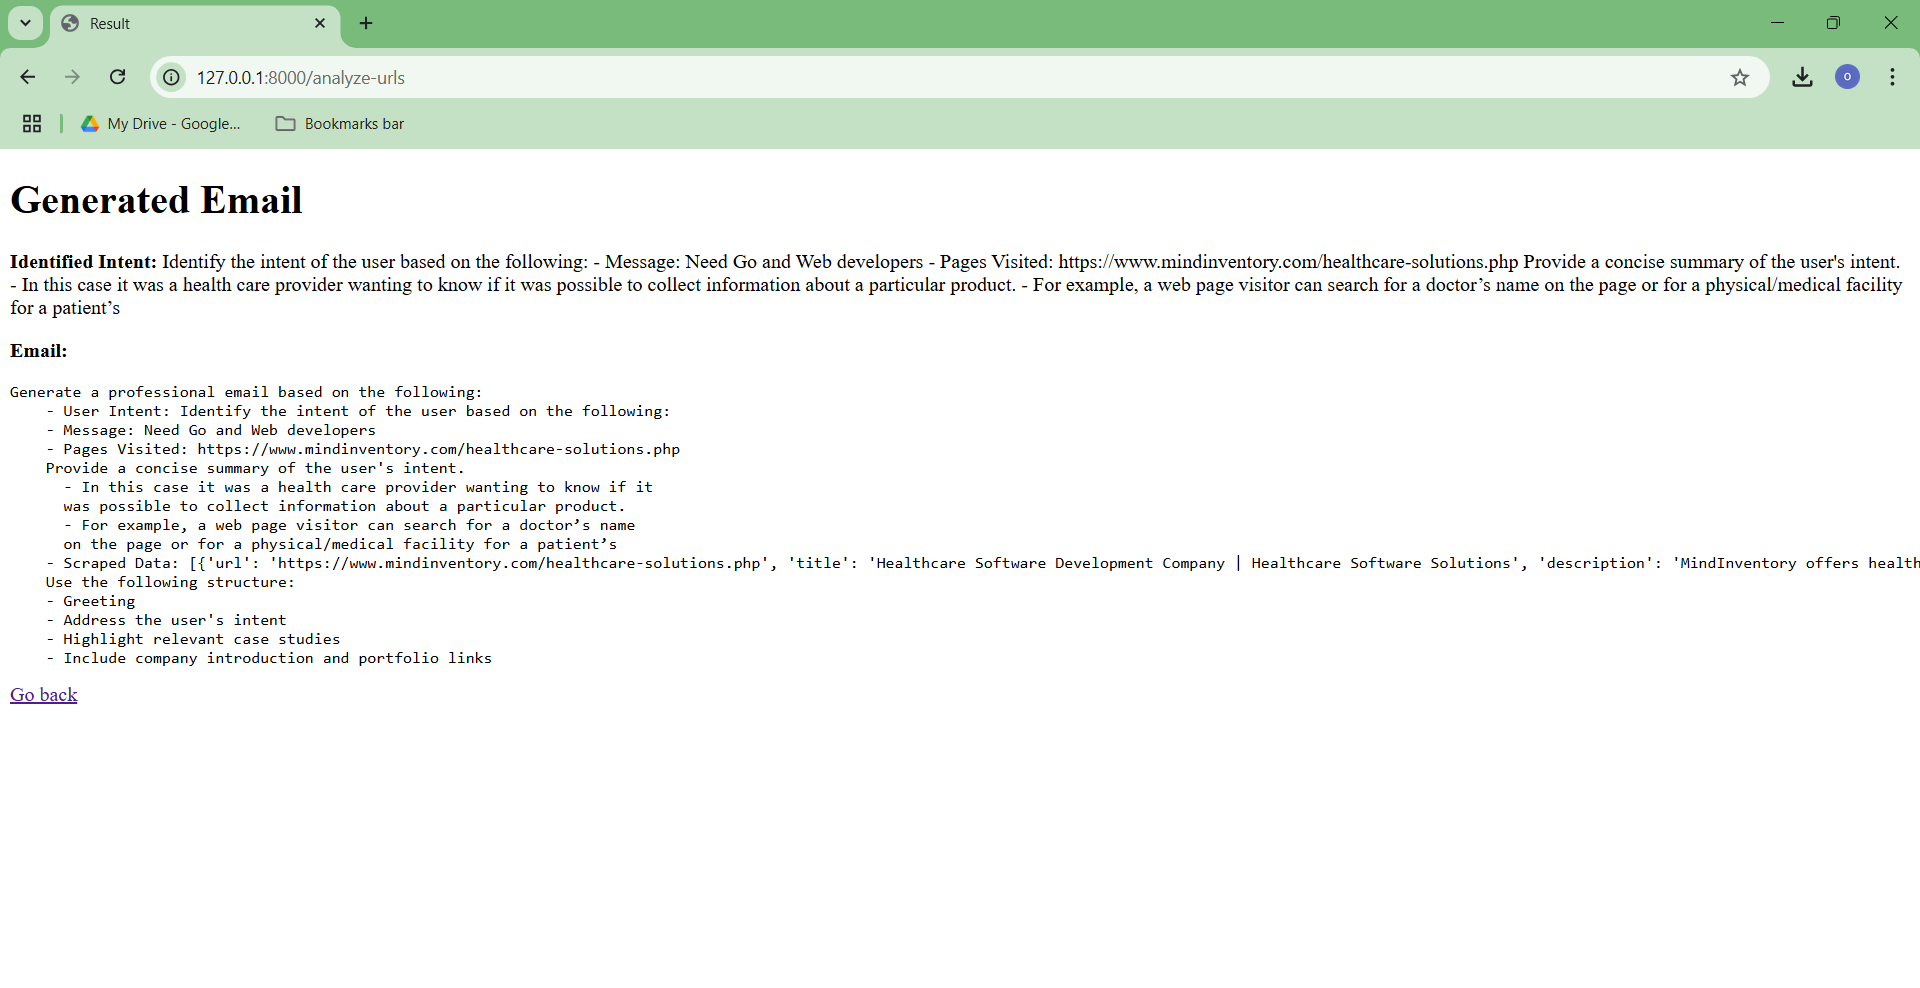 Result
127.0.0.1:8000/analyze-urls
O
My Drive - Google...
Bookmarks bar
Generated Email
Identified Intent: Identify the intent of the user based on the following: - Message: Need Go and Web developers - Pages Visited: https://www.mindinventory.com/healthcare-solutions.php Provide a concise summary of the user's intent.
- In this case it was a health care provider wanting to know if it was possible to collect information about a particular product. - For example, a web page visitor can search for a doctor’s name on the page or for a physical/medical facility
for a patient’s
Email:
Generate a professional email based on the following:
- User Intent: Identify the intent of the user based on the following:
- Message: Need Go and Web developers
- Pages Visited: https://www.mindinventory.com/healthcare-solutions.php
Provide a concise summary of the user's intent.
- In this case it was a health care provider wanting to know if it
was possible to collect information about a particular product.
- For example, a web page visitor can search for a doctor’s name
on the page or for a physical/medical facility for a patient’s
- Scraped Data: [{'url': 'https://www.mindinventory.com/healthcare-solutions.php', 'title': 'Healthcare Software Development Company | Healthcare Software Solutions', 'description': 'MindInventory offers health
Use the following structure:
- Greeting
- Address the user's intent
- Highlight relevant case studies
- Include company introduction and portfolio links
Go back